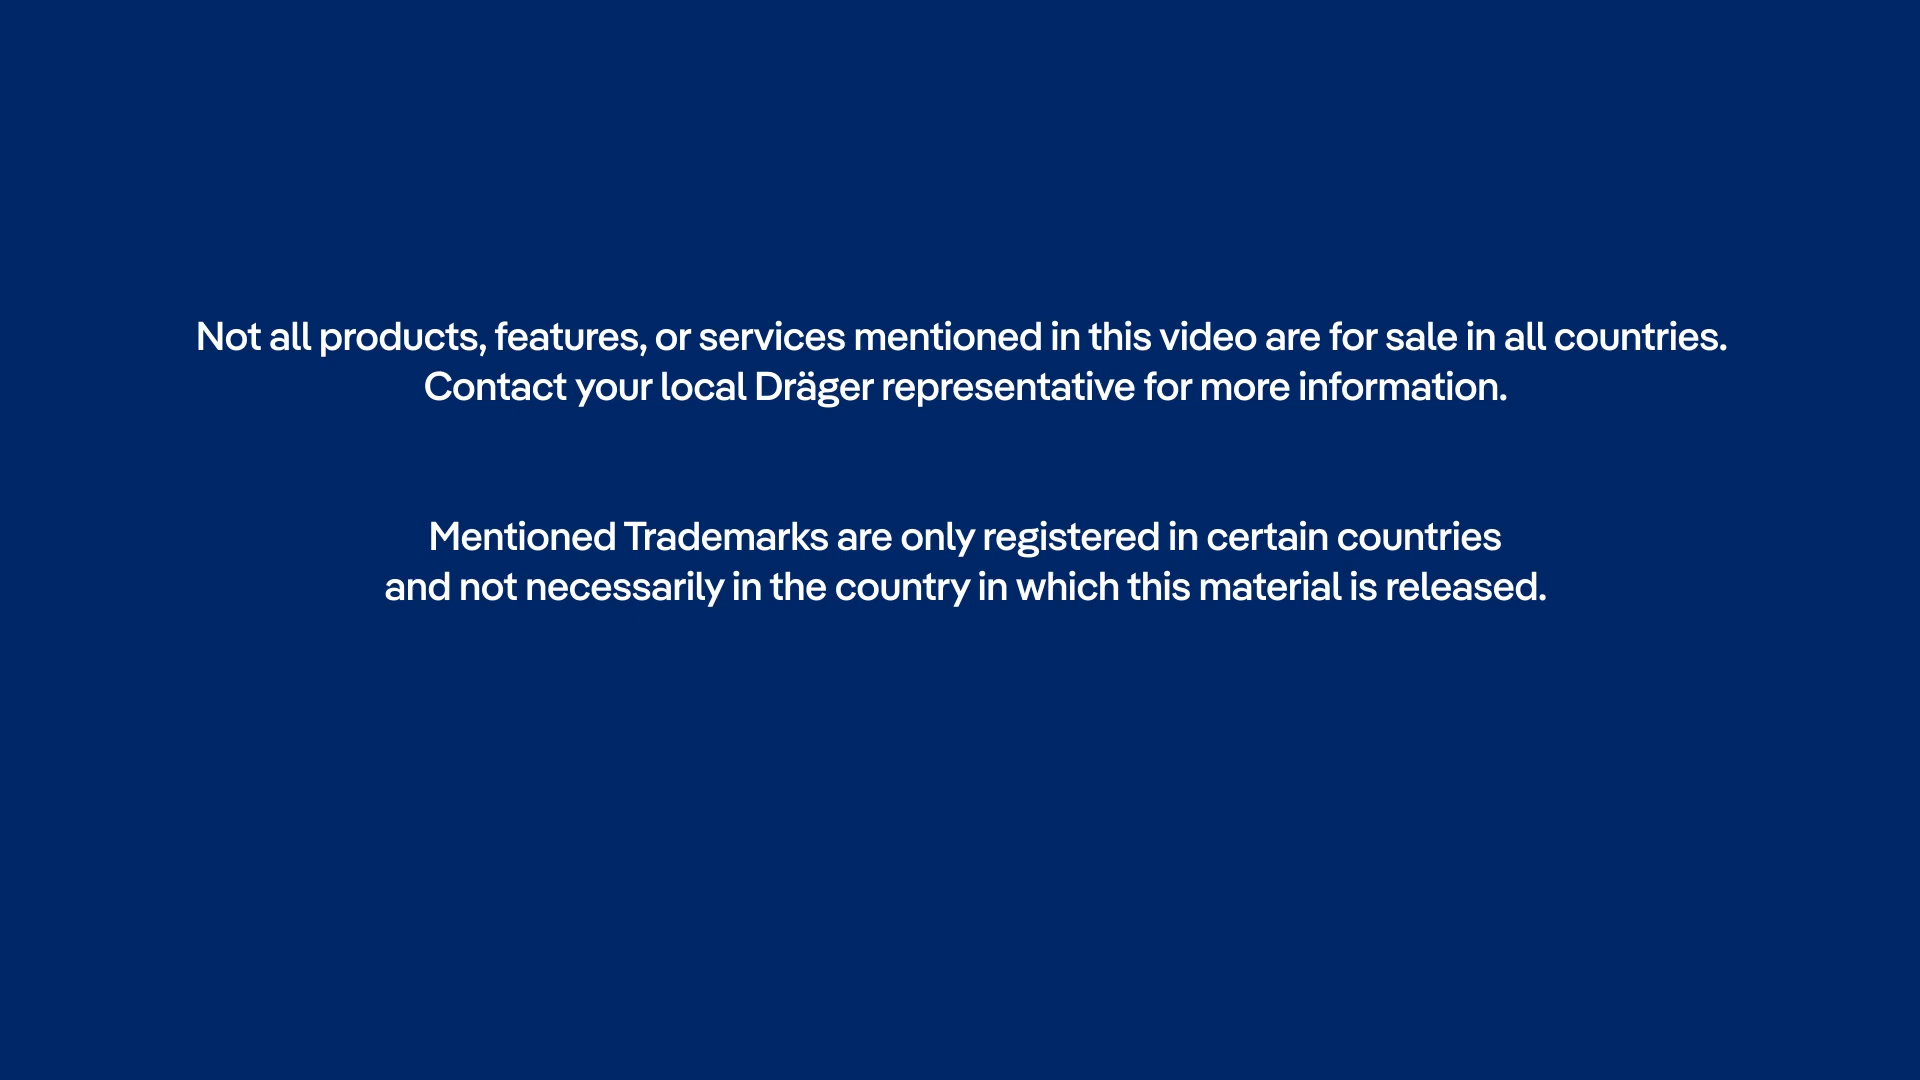 Not all products, features, or services mentioned in this video are for sale in all countries.
Contact your local Dräger representative for more information.
Mentioned Trademarks are only registered in certain countries
and not necessarily in the country in which this material is released.